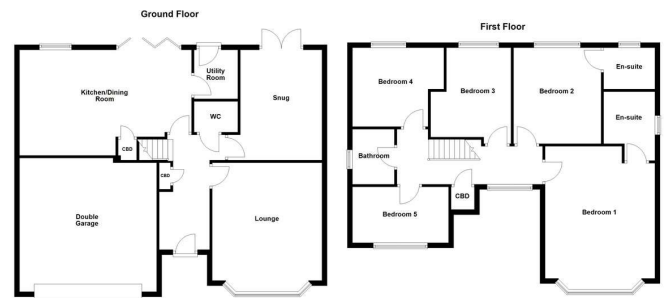 Ground Floor
Kitchen/Dining
Room
Utility
Room
Snug
WC
CBD
CBD
Double
Garage
Lounge
First Floor
Bedroom 4
Bedroom 3
Bedroom 2
En-suite
En-suite
Bathroom
CBD
Bedroom 5
Bedroom 1